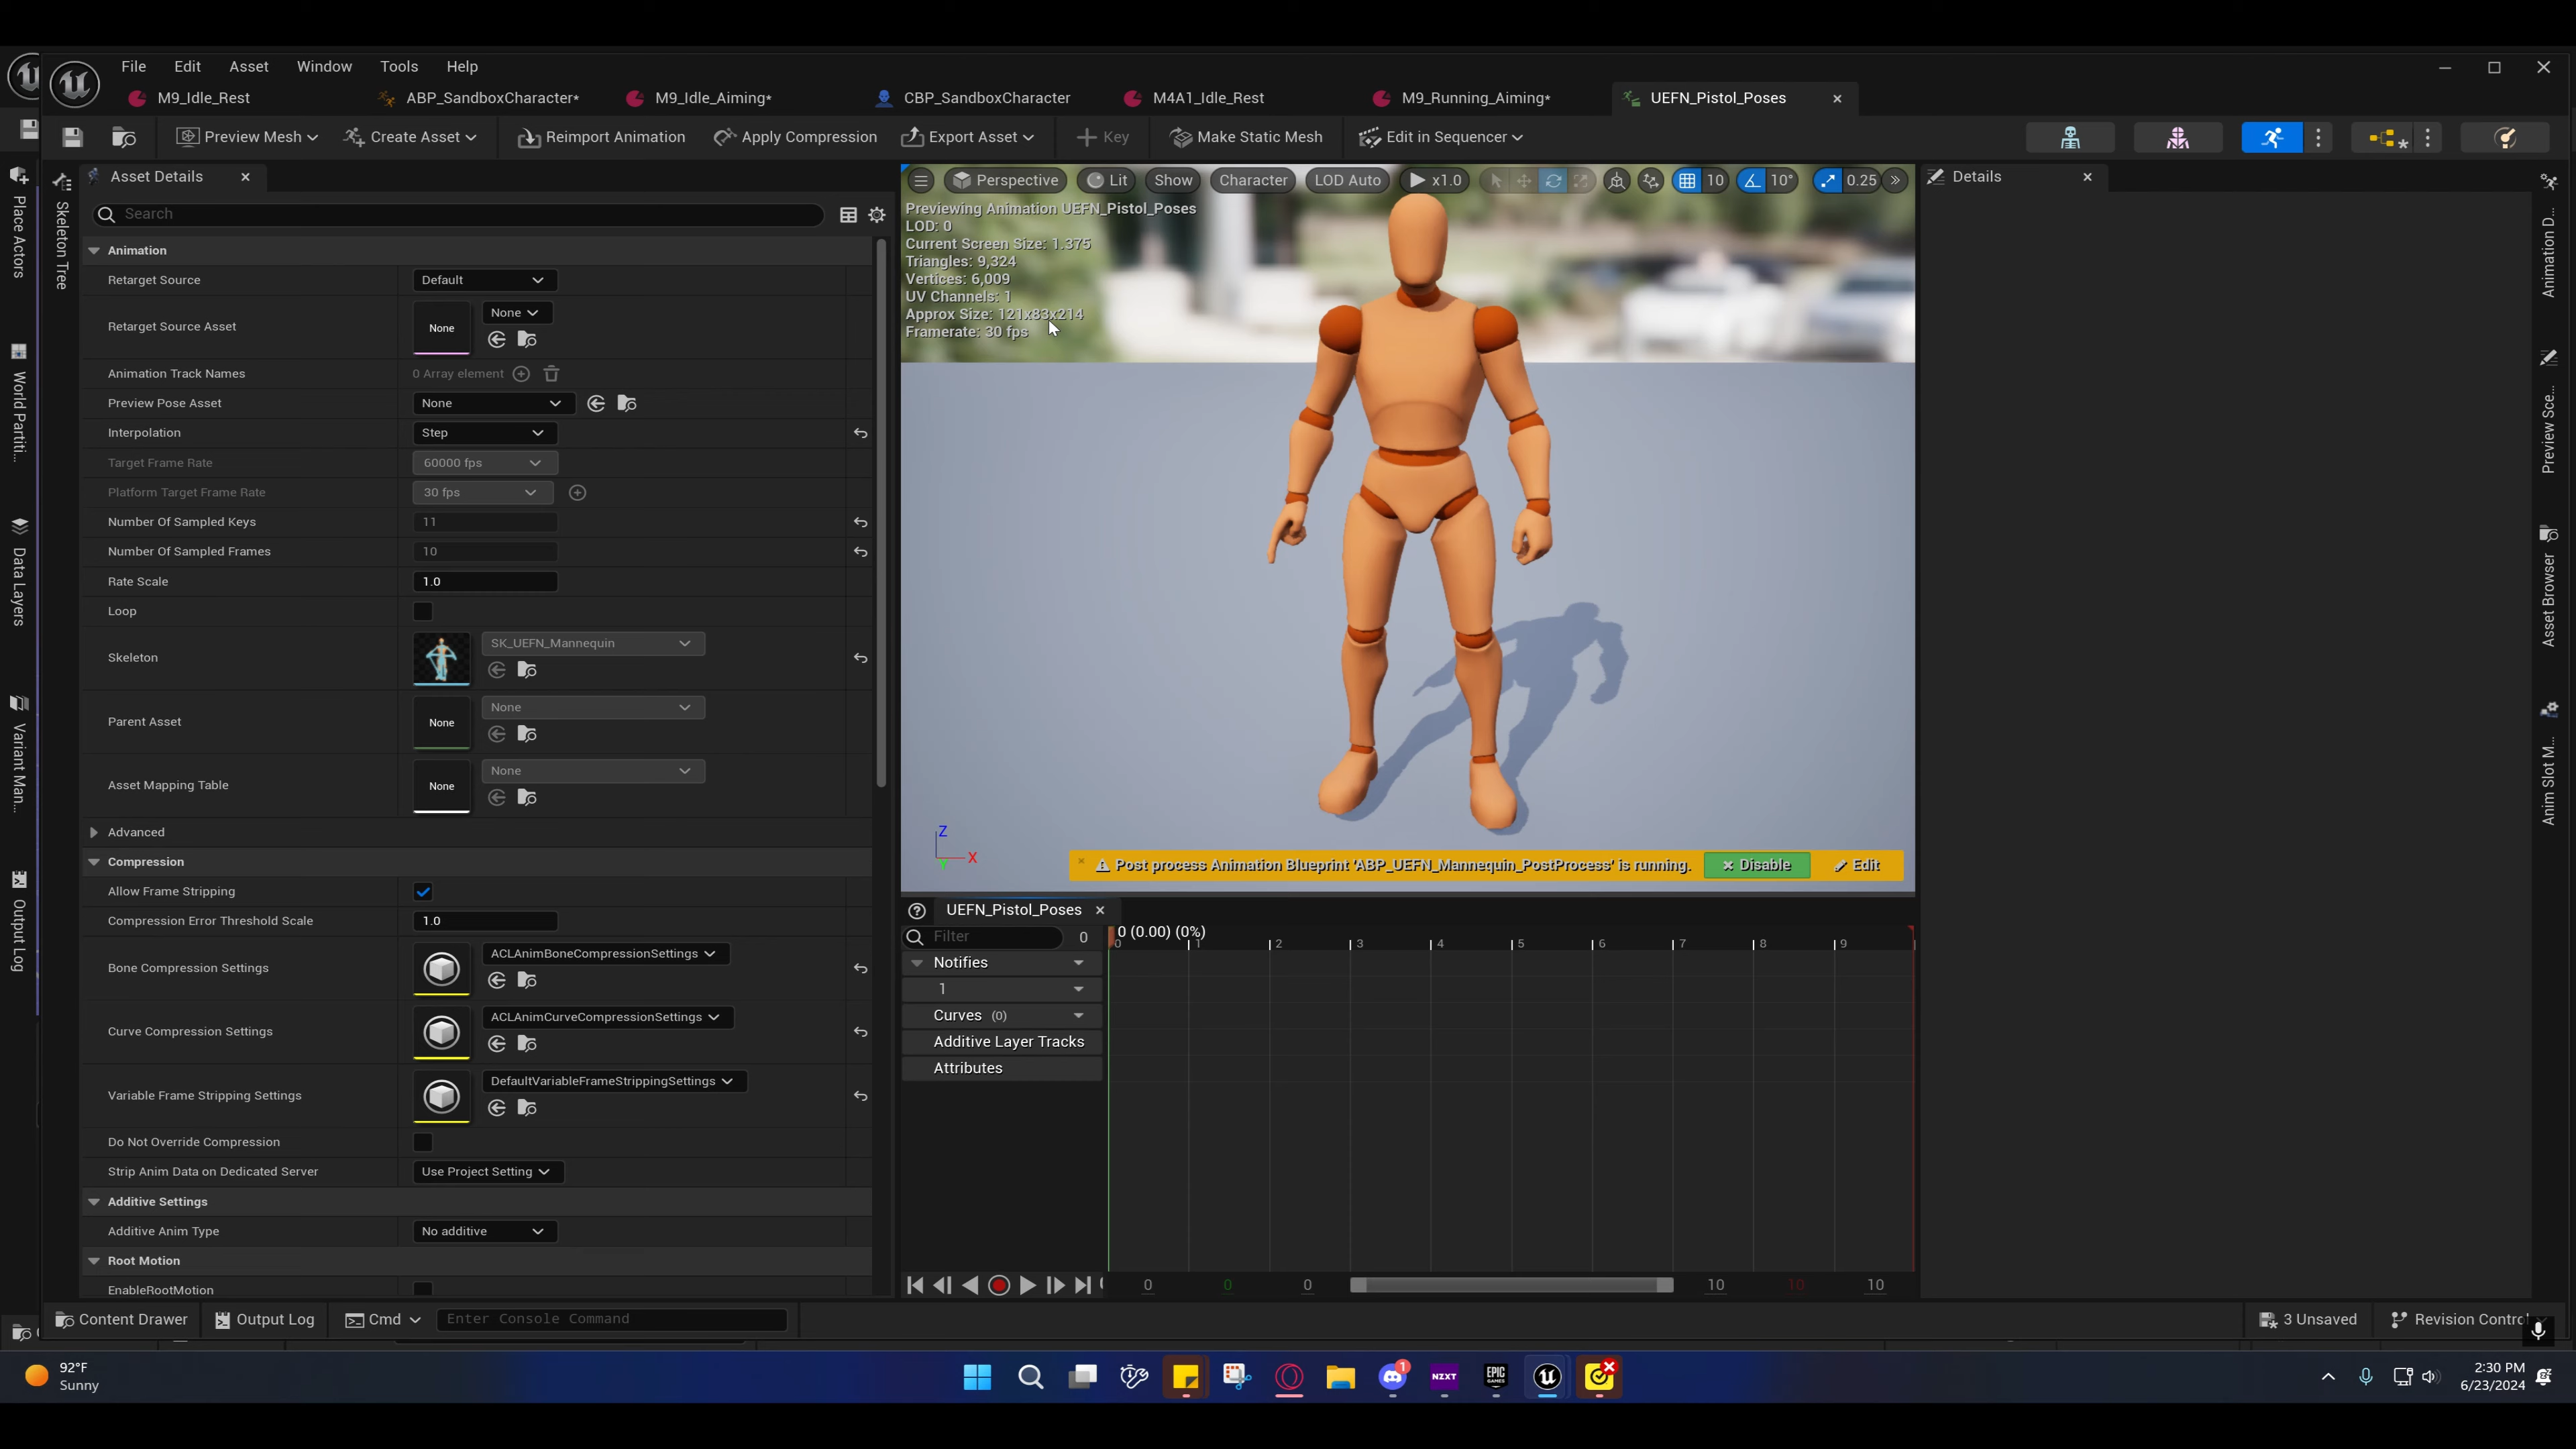 File Edit Asset Window Tools Help
M9_Idle_Rest ABP_SandboxCharacter* M9_Idle_Aiming* CBP_SandboxCharacter M4A1_Idle_Rest M9_Running_Aiming* UEFN_Pistol_Poses
Preview Mesh Create Asset Reimport Animation Apply Compression Export Asset Key Make Static Mesh Edit in Sequencer
Place Actors
World Partiti...
Data Layers
Variant Man...
Output Log
Skeleton Tree
Asset Details
Search
Animation
Retarget Source Default
Retarget Source Asset None None
Animation Track Names 0 Array element
Preview Pose Asset None
Interpolation Step
Target Frame Rate 60000 fps
Platform Target Frame Rate 30 fps
Number Of Sampled Keys 11
Number Of Sampled Frames 10
Rate Scale 1.0
Loop
Skeleton SK_UEFN_Mannequin
Parent Asset None None
Asset Mapping Table None None
Advanced
Compression
Allow Frame Stripping
Compression Error Threshold Scale 1.0
Bone Compression Settings ACLAnimBoneCompressionSettings
Curve Compression Settings ACLAnimCurveCompressionSettings
Variable Frame Stripping Settings DefaultVariableFrameStrippingSettings
Do Not Override Compression
Strip Anim Data on Dedicated Server Use Project Setting
Additive Settings
Additive Anim Type No additive
Root Motion
EnableRootMotion
Perspective Lit Show Character LOD Auto x1.0 10 10° 0.25
Previewing Animation UEFN_Pistol_Poses
LOD: 0
Current Screen Size: 1.375
Triangles: 9,324
Vertices: 6,009
UV Channels: 1
Approx Size: 121x83x214
Framerate: 30 fps
Z
X
Y
Post process Animation Blueprint 'ABP_UEFN_Mannequin_PostProcess' is running. Disable Edit
UEFN_Pistol_Poses
Filter 0 0 (0.00) (0%)
0 1 2 3 4 5 6 7 8 9
Notifies
1
Curves (0)
Additive Layer Tracks
Attributes
0 0 0 10 10 10
Details
Animation D...
Preview Sce...
Asset Browser
Anim Slot M...
Content Drawer Output Log Cmd Enter Console Command 3 Unsaved Revision Control
92°F
Sunny
1
NZXT
EPIC
GAMES
2:30 PM
6/23/2024